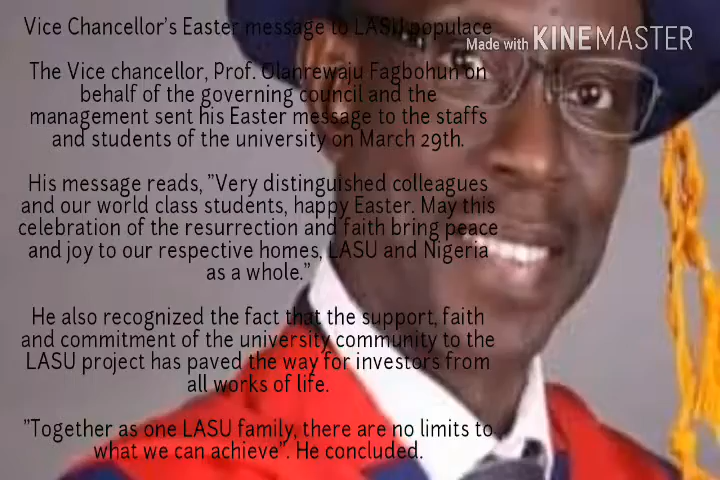 Vice Chancellor's Easter message to LASU populace
Made with KINEMASTER
The Vice chancellor, Prof. Olanrewaju Fagbohun on
behalf of the governing council and the
management sent his Easter message to the staffs
and students of the university on March 29th.
His message reads, "Very distinguished colleagues
and our world class students, happy Easter. May this
celebration of the resurrection and faith bring peace
and joy to our respective homes, LASU and Nigeria
as a whole."
He also recognized the fact that the support, faith
and commitment of the university community to the
LASU project has paved the way for investors from
all works of life.
"Together as one LASU family, there are no limits to
what we can achieve". He concluded.